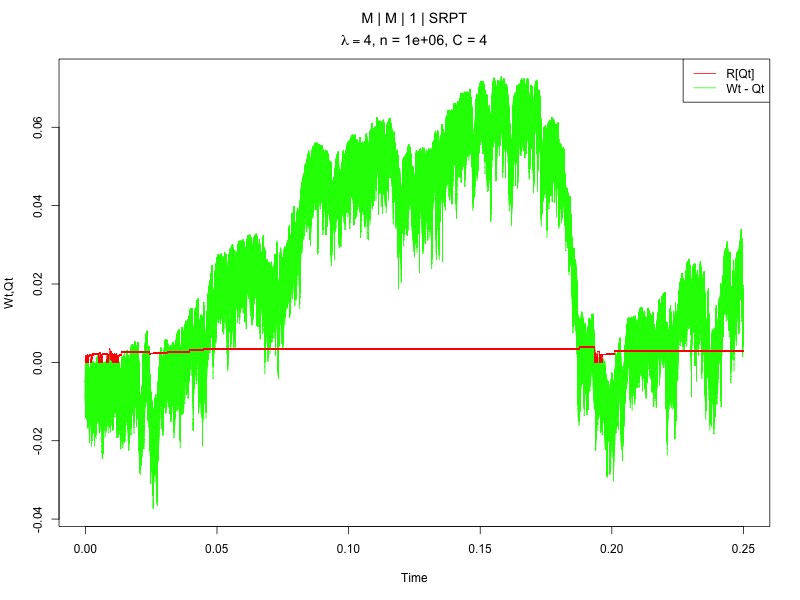 M | M | 1 | SRPT
λ = 4, n = 1e+06, C = 4
R[Qt]
Wt - Qt
Wt,Qt
0.06
0.04
0.02
0.00
-0.02
-0.04
0.00 0.05 0.10 0.15 0.20 0.25
Time